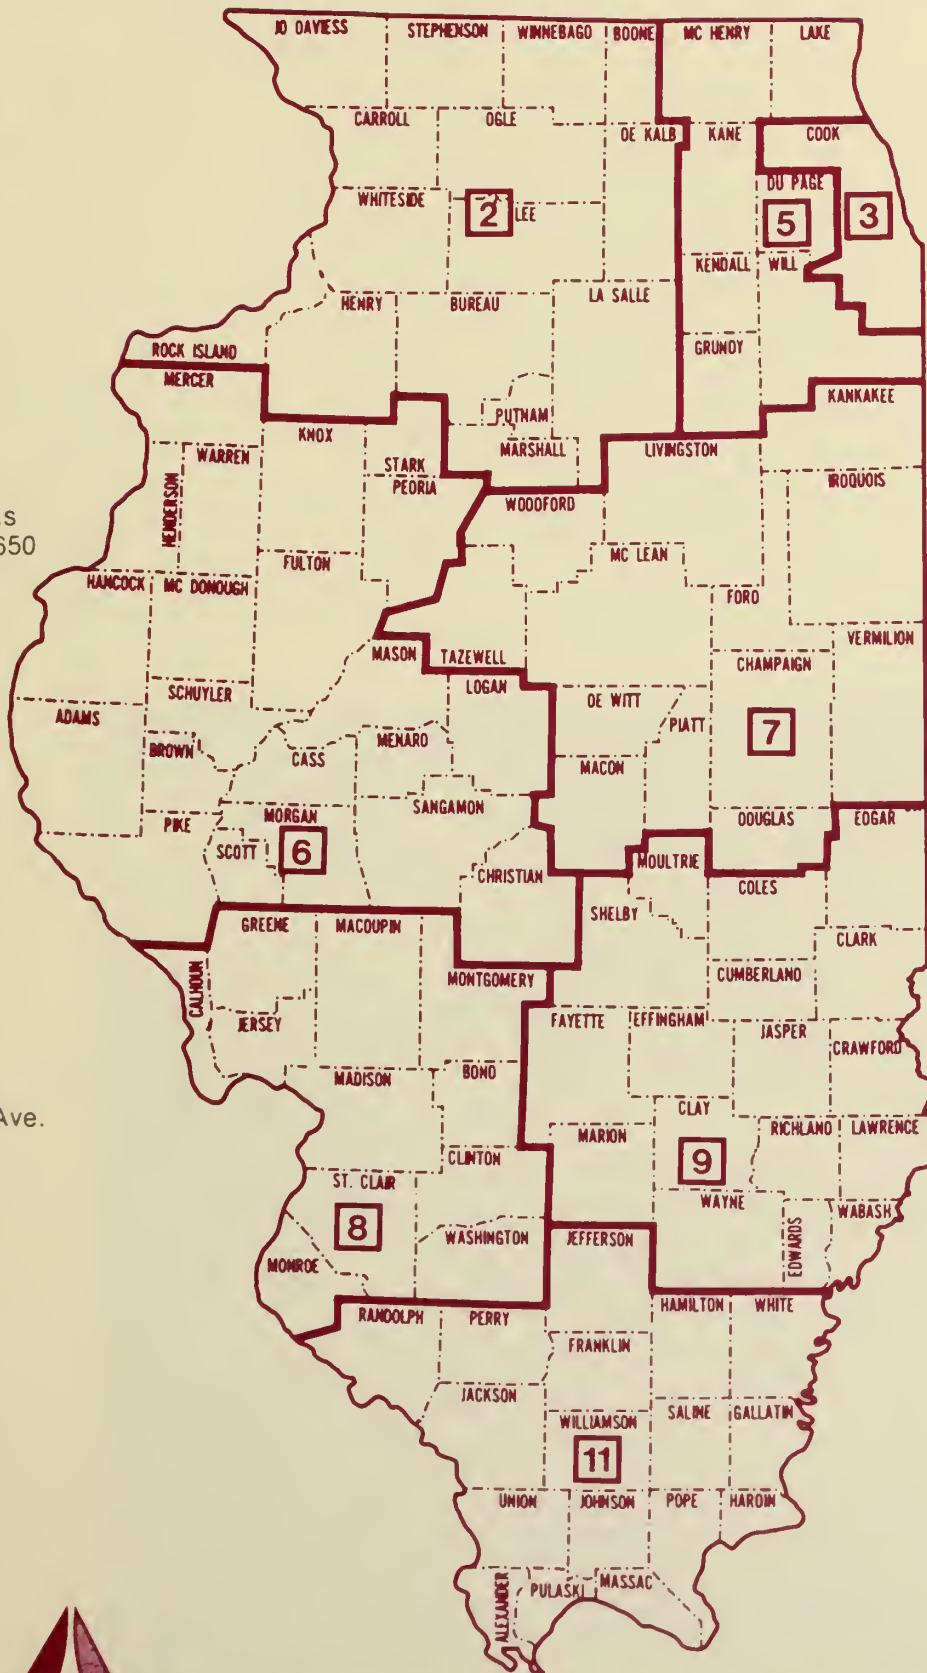 JO DAVIESS STEPHENSON WINNEBAGO BOONE MC HENRY LAKE
CARROLL OGLE DE KALB KANE COOK
WHITESIDE 2 LEE DU PAGE 5 3
KENDALL WILL
HENRY BUREAU LA SALLE
ROCK ISLAND GRUNDY
MERCER PUTNAM KANKAKEE
KNOX MARSHALL LIVINGSTON
WARREN STARK
HENDERSON PEORIA WOODFORD IROQUOIS
650
FULTON MC LEAN
HANCOCK MC DONOUGH FORD
MASON TAZEWELL VERMILION
SCHUYLER LOGAN CHAMPAIGN
ADAMS DE WITT PIATT 7
BROWN CASS MENARD MACON
PIKE MORGAN SANGAMON DOUGLAS EDGAR
SCOTT 6 CHRISTIAN MOULTRIE COLES
GREENE MACOUPIN SHELBY CLARK
CALHOUN MONTGOMERY CUMBERLAND
JERSEY FAYETTE EFFINGHAM JASPER CRAWFORD
MADISON BOND
Ave.
CLAY RICHLAND LAWRENCE
CLINTON MARION 9
ST. CLAIR WAYNE WABASH
8 WASHINGTON JEFFERSON EDWARDS
MONROE
RANDOLPH PERRY HAMILTON WHITE
FRANKLIN
JACKSON WILLIAMSON SALINE GALLATIN
11
UNION JOHNSON POPE HARDIN
ALEXANDER PULASKI MASSAC